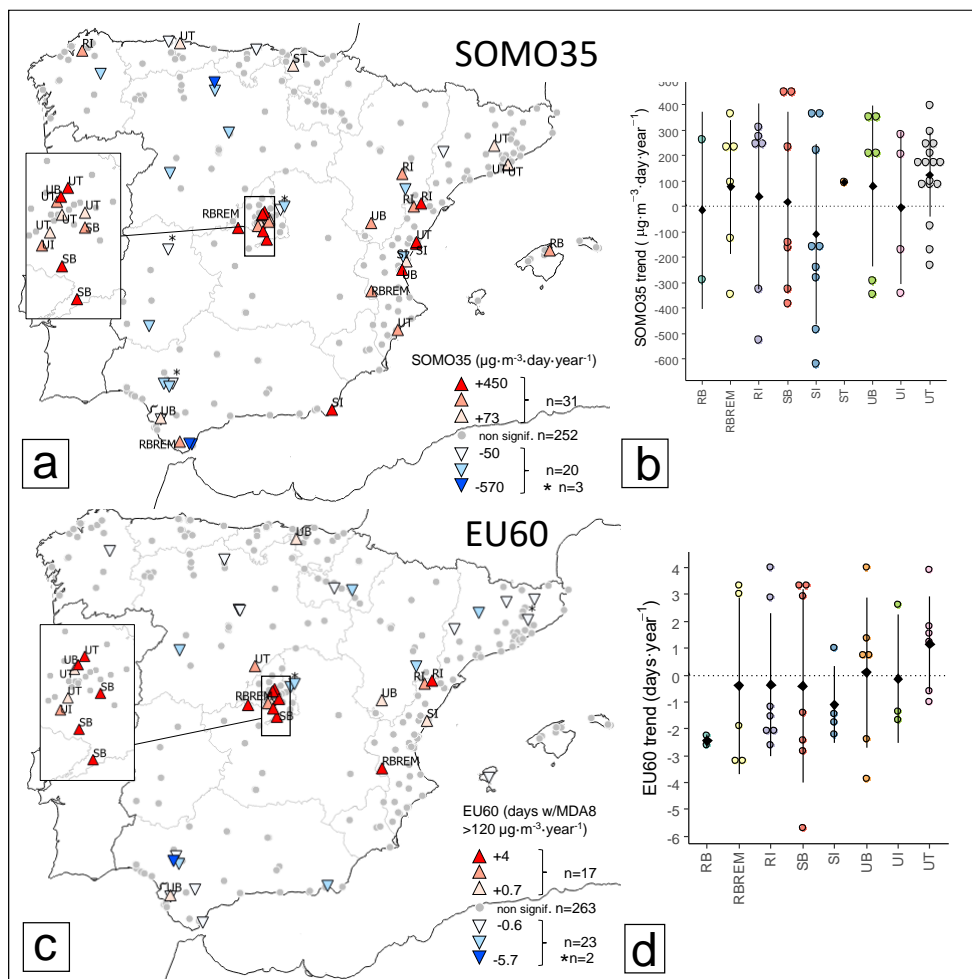 SOMO35
RI
UT
ST
UT
UT
UT
RI
RI
RI
UB
UT
SI
SI
UB
RBREM
RB
UT
RBREM
UT
UB
UT
UT
UT
UT
SB
UI
SB
SB
*
*
*
UB
RBREM
SI
SOMO35 (µg·m⁻³·day·year⁻¹)
+450
+73
n=31
non signif. n=252
-50
-570
n=20
* n=3
a
SOMO35 trend ( µg·m⁻³·day·year⁻¹)
500
400
300
200
100
0
-100
-200
-300
-400
-500
-600
RB
RBREM
RI
SB
SI
ST
UB
UI
UT
b
EU60
UB
*
UT
*
RBREM
SB
UB
UT
UT
UT
SB
UI
SB
SB
RI
RI
UB
SI
RBREM
UB
EU60 (days w/MDA8
>120 µg·m⁻³·year⁻¹)
+4
+0.7
n=17
non signif. n=263
-0.6
-5.7
n=23
*n=2
c
EU60 trend (days·year⁻¹)
4
3
2
1
0
-1
-2
-3
-4
-5
-6
RB
RBREM
RI
SB
SI
UB
UI
UT
d